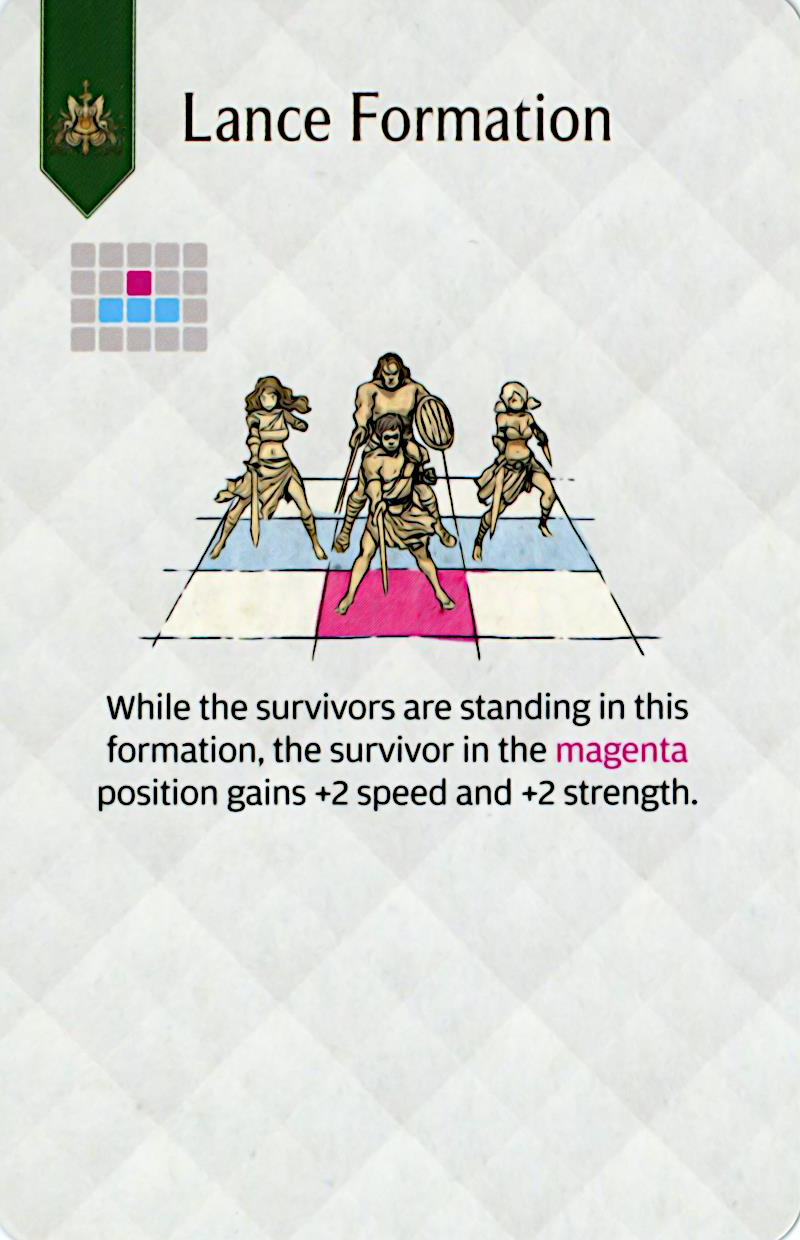 Lance Formation
While the survivors are standing in this
formation, the survivor in the magenta
position gains +2 speed and +2 strength.